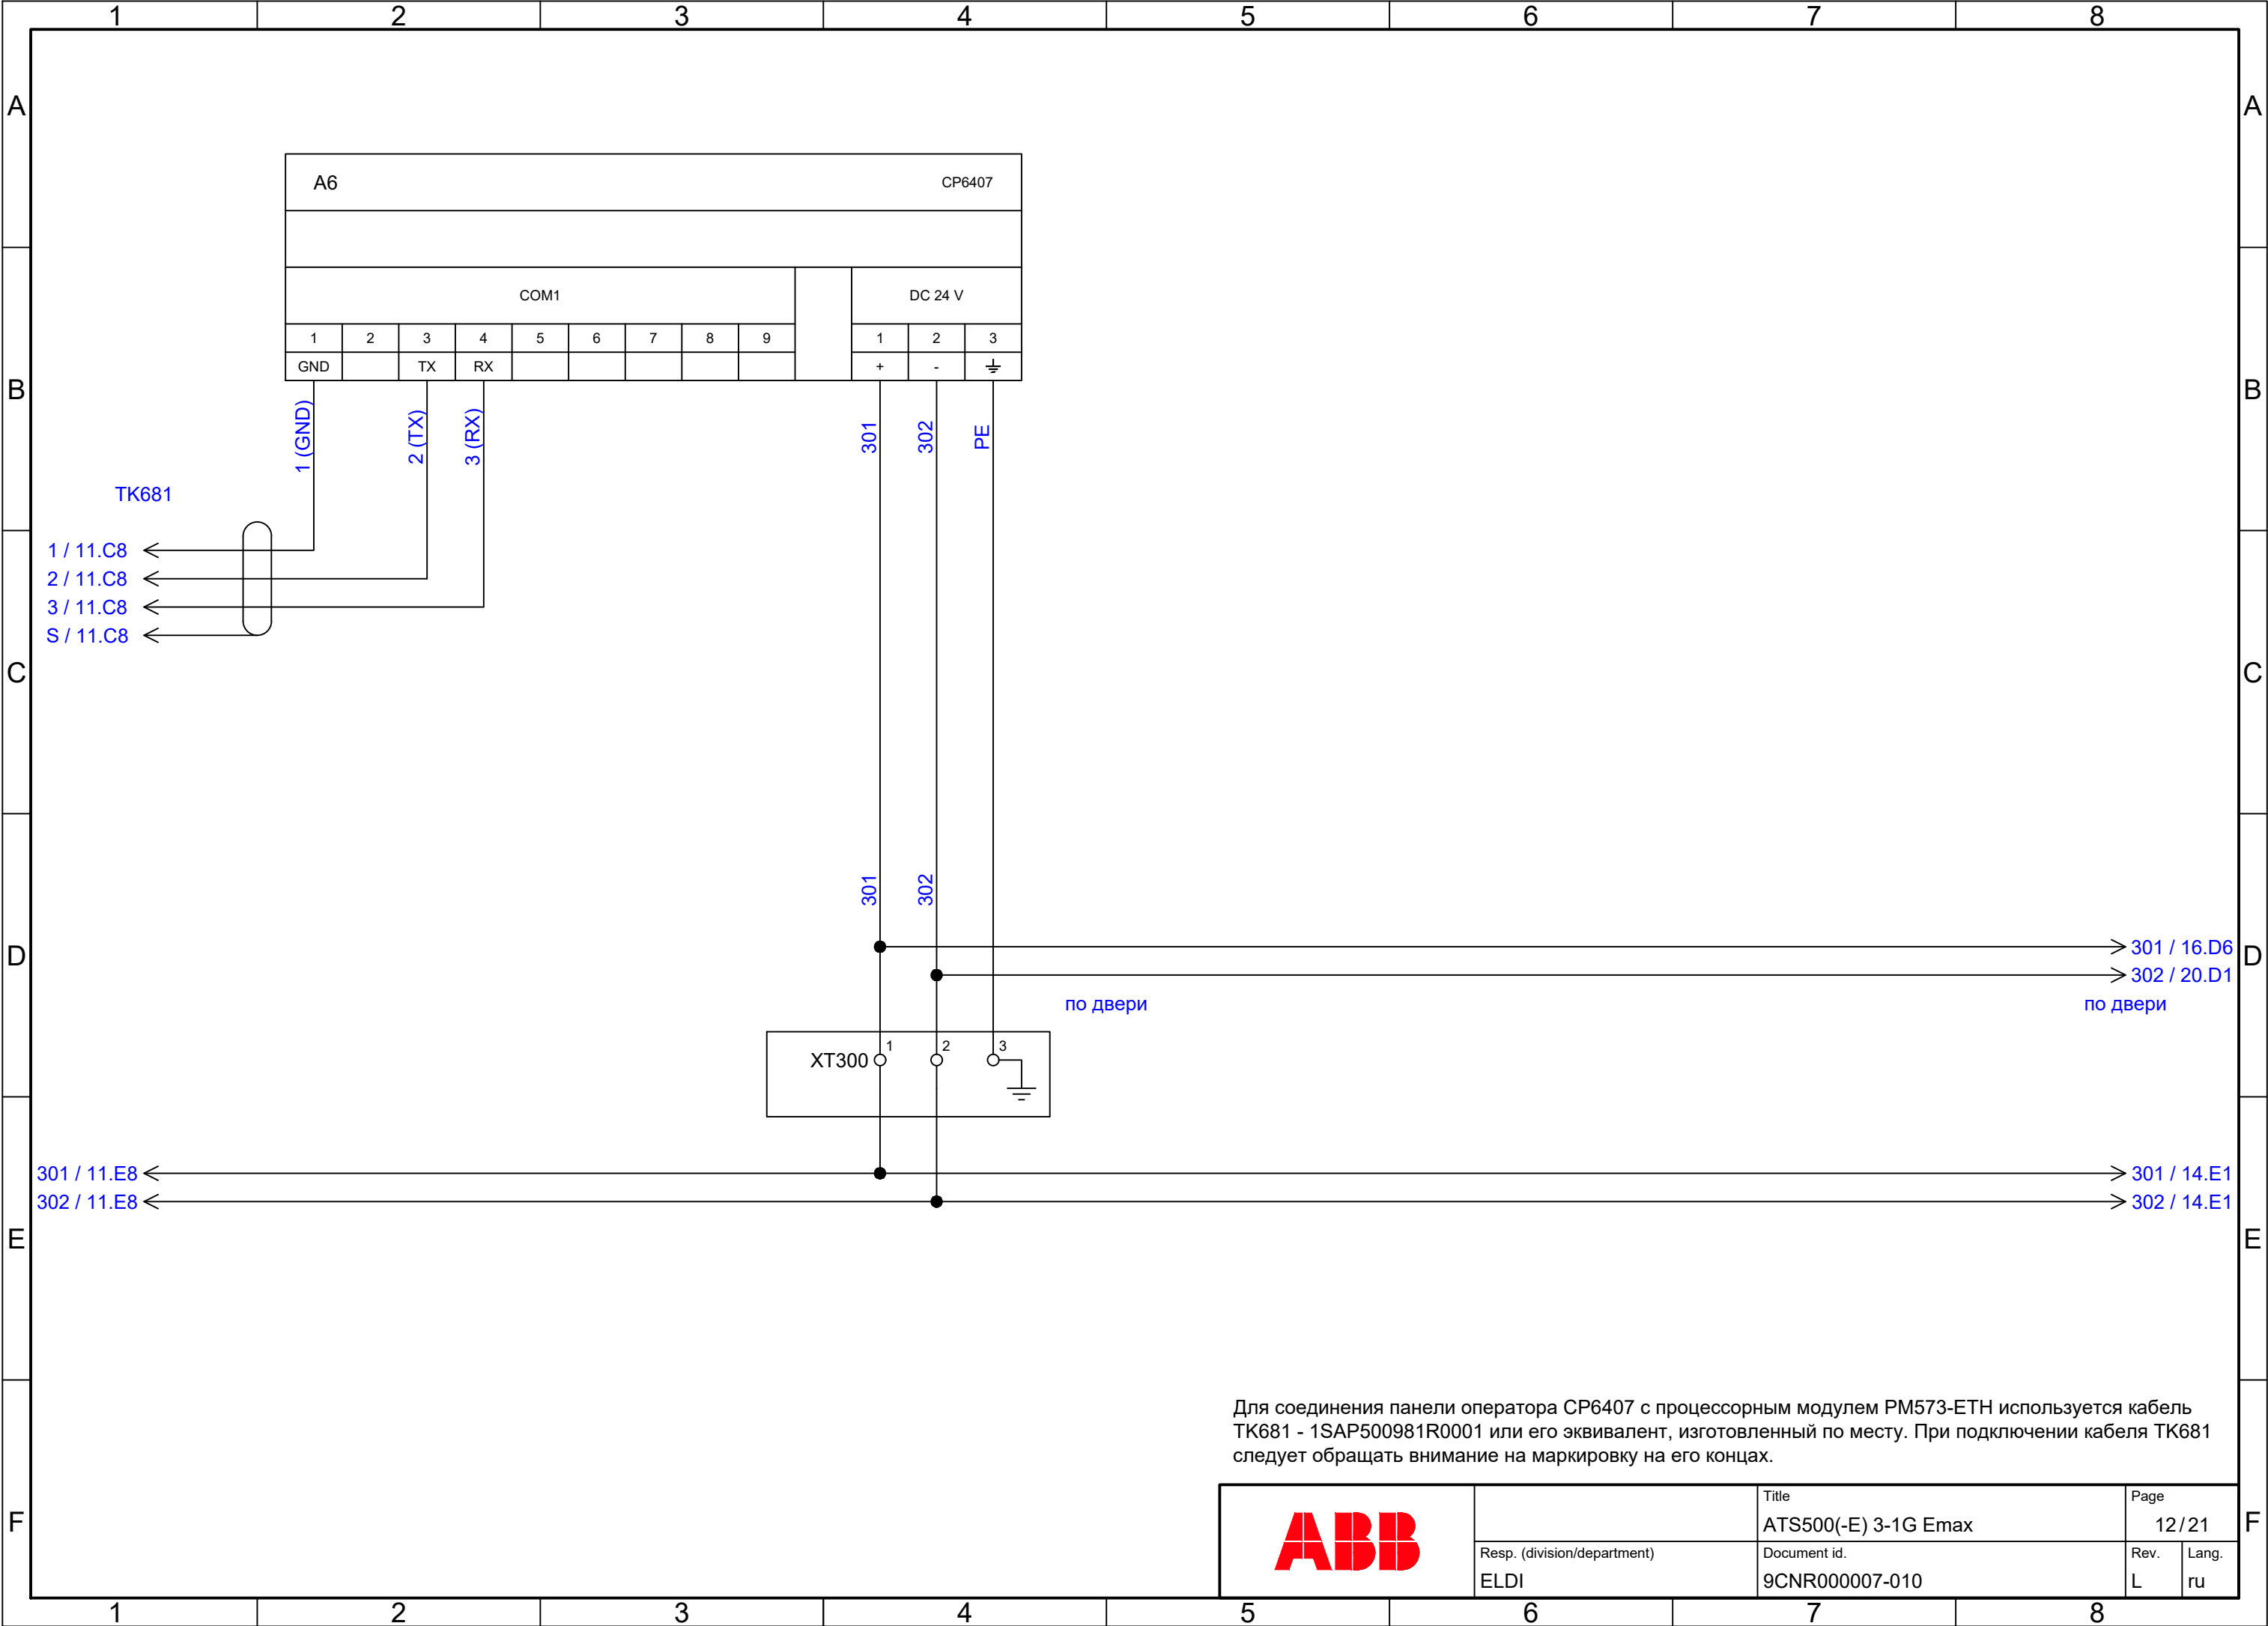 1 2 3 4 5 6 7 8
A A
A6 CP6407
COM1 DC 24 V
1 2 3 4 5 6 7 8 9 1 2 3
GND TX RX + -
B B
1 (GND) 2 (TX) 3 (RX) 301 302 PE
TK681
1 / 11.C8
2 / 11.C8
3 / 11.C8
S / 11.C8
C C
301 302
D D
301 / 16.D6
302 / 20.D1
по двери по двери
XT300 1 2 3
301 / 11.E8 301 / 14.E1
302 / 11.E8 302 / 14.E1
E E
Для соединения панели оператора CP6407 с процессорным модулем PM573-ETH используется кабель
TK681 - 1SAP500981R0001 или его эквивалент, изготовленный по месту. При подключении кабеля TK681
следует обращать внимание на маркировку на его концах.
F F
ABB
Title Page
ATS500(-E) 3-1G Emax 12/21
Resp. (division/department) Document id. Rev. Lang.
ELDI 9CNR000007-010 L ru
1 2 3 4 5 6 7 8